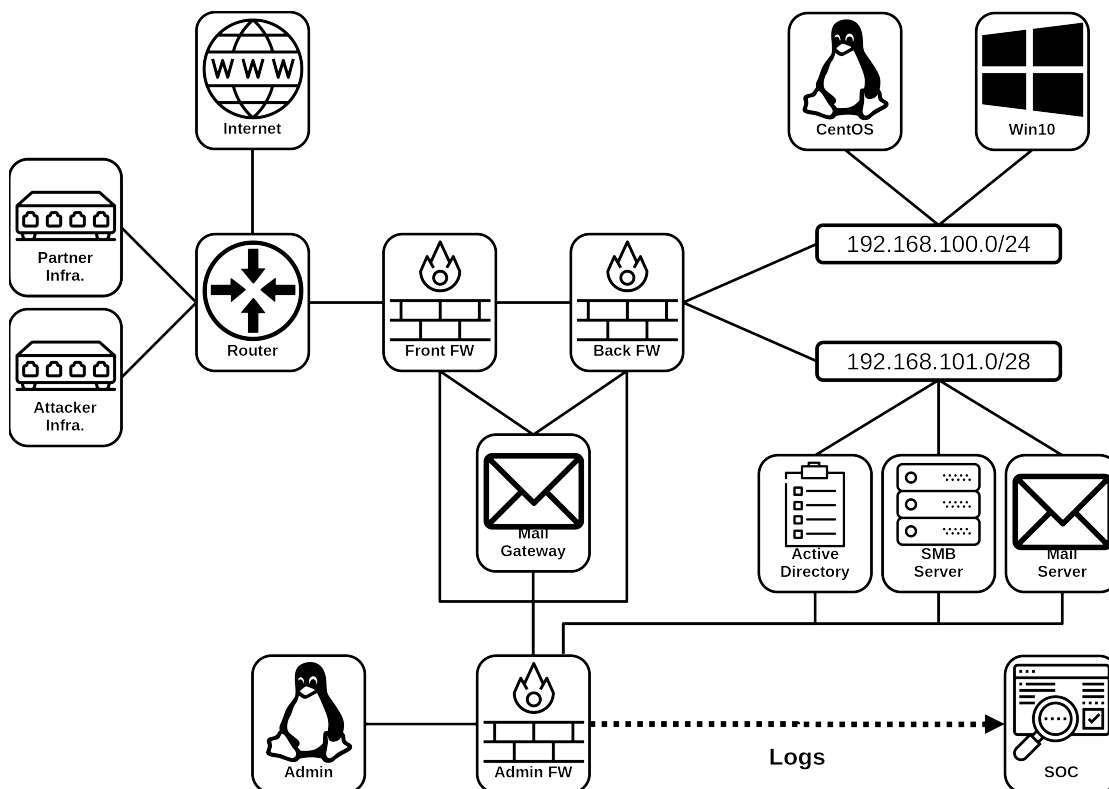 W W W
Internet
CentOS
Win10
Partner
Infra.
192.168.100.0/24
Router
Front FW
Back FW
192.168.101.0/28
Attacker
Infra.
Mail
Gateway
Active
Directory
SMB
Server
Mail
Server
Admin
Admin FW
Logs
SOC